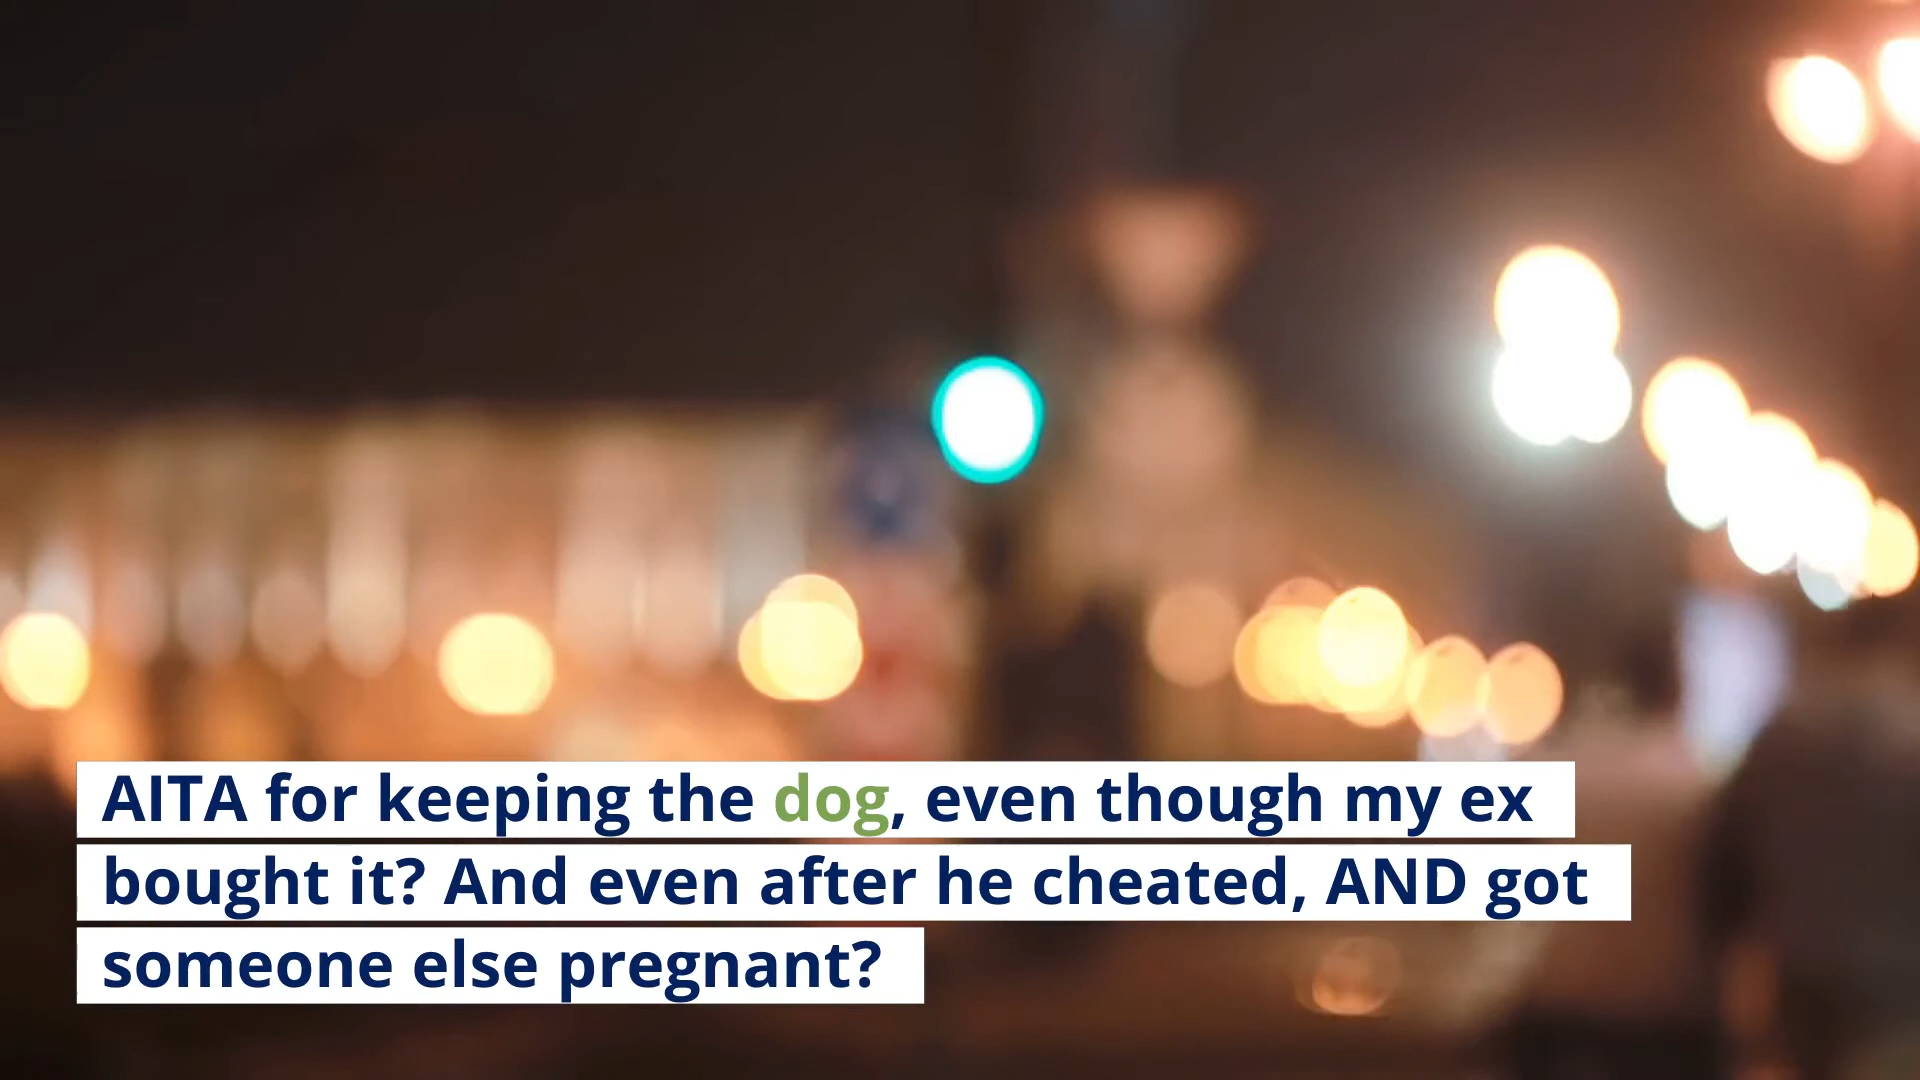 AITA for keeping the dog, even though my ex
bought it? And even after he cheated, AND got
someone else pregnant?